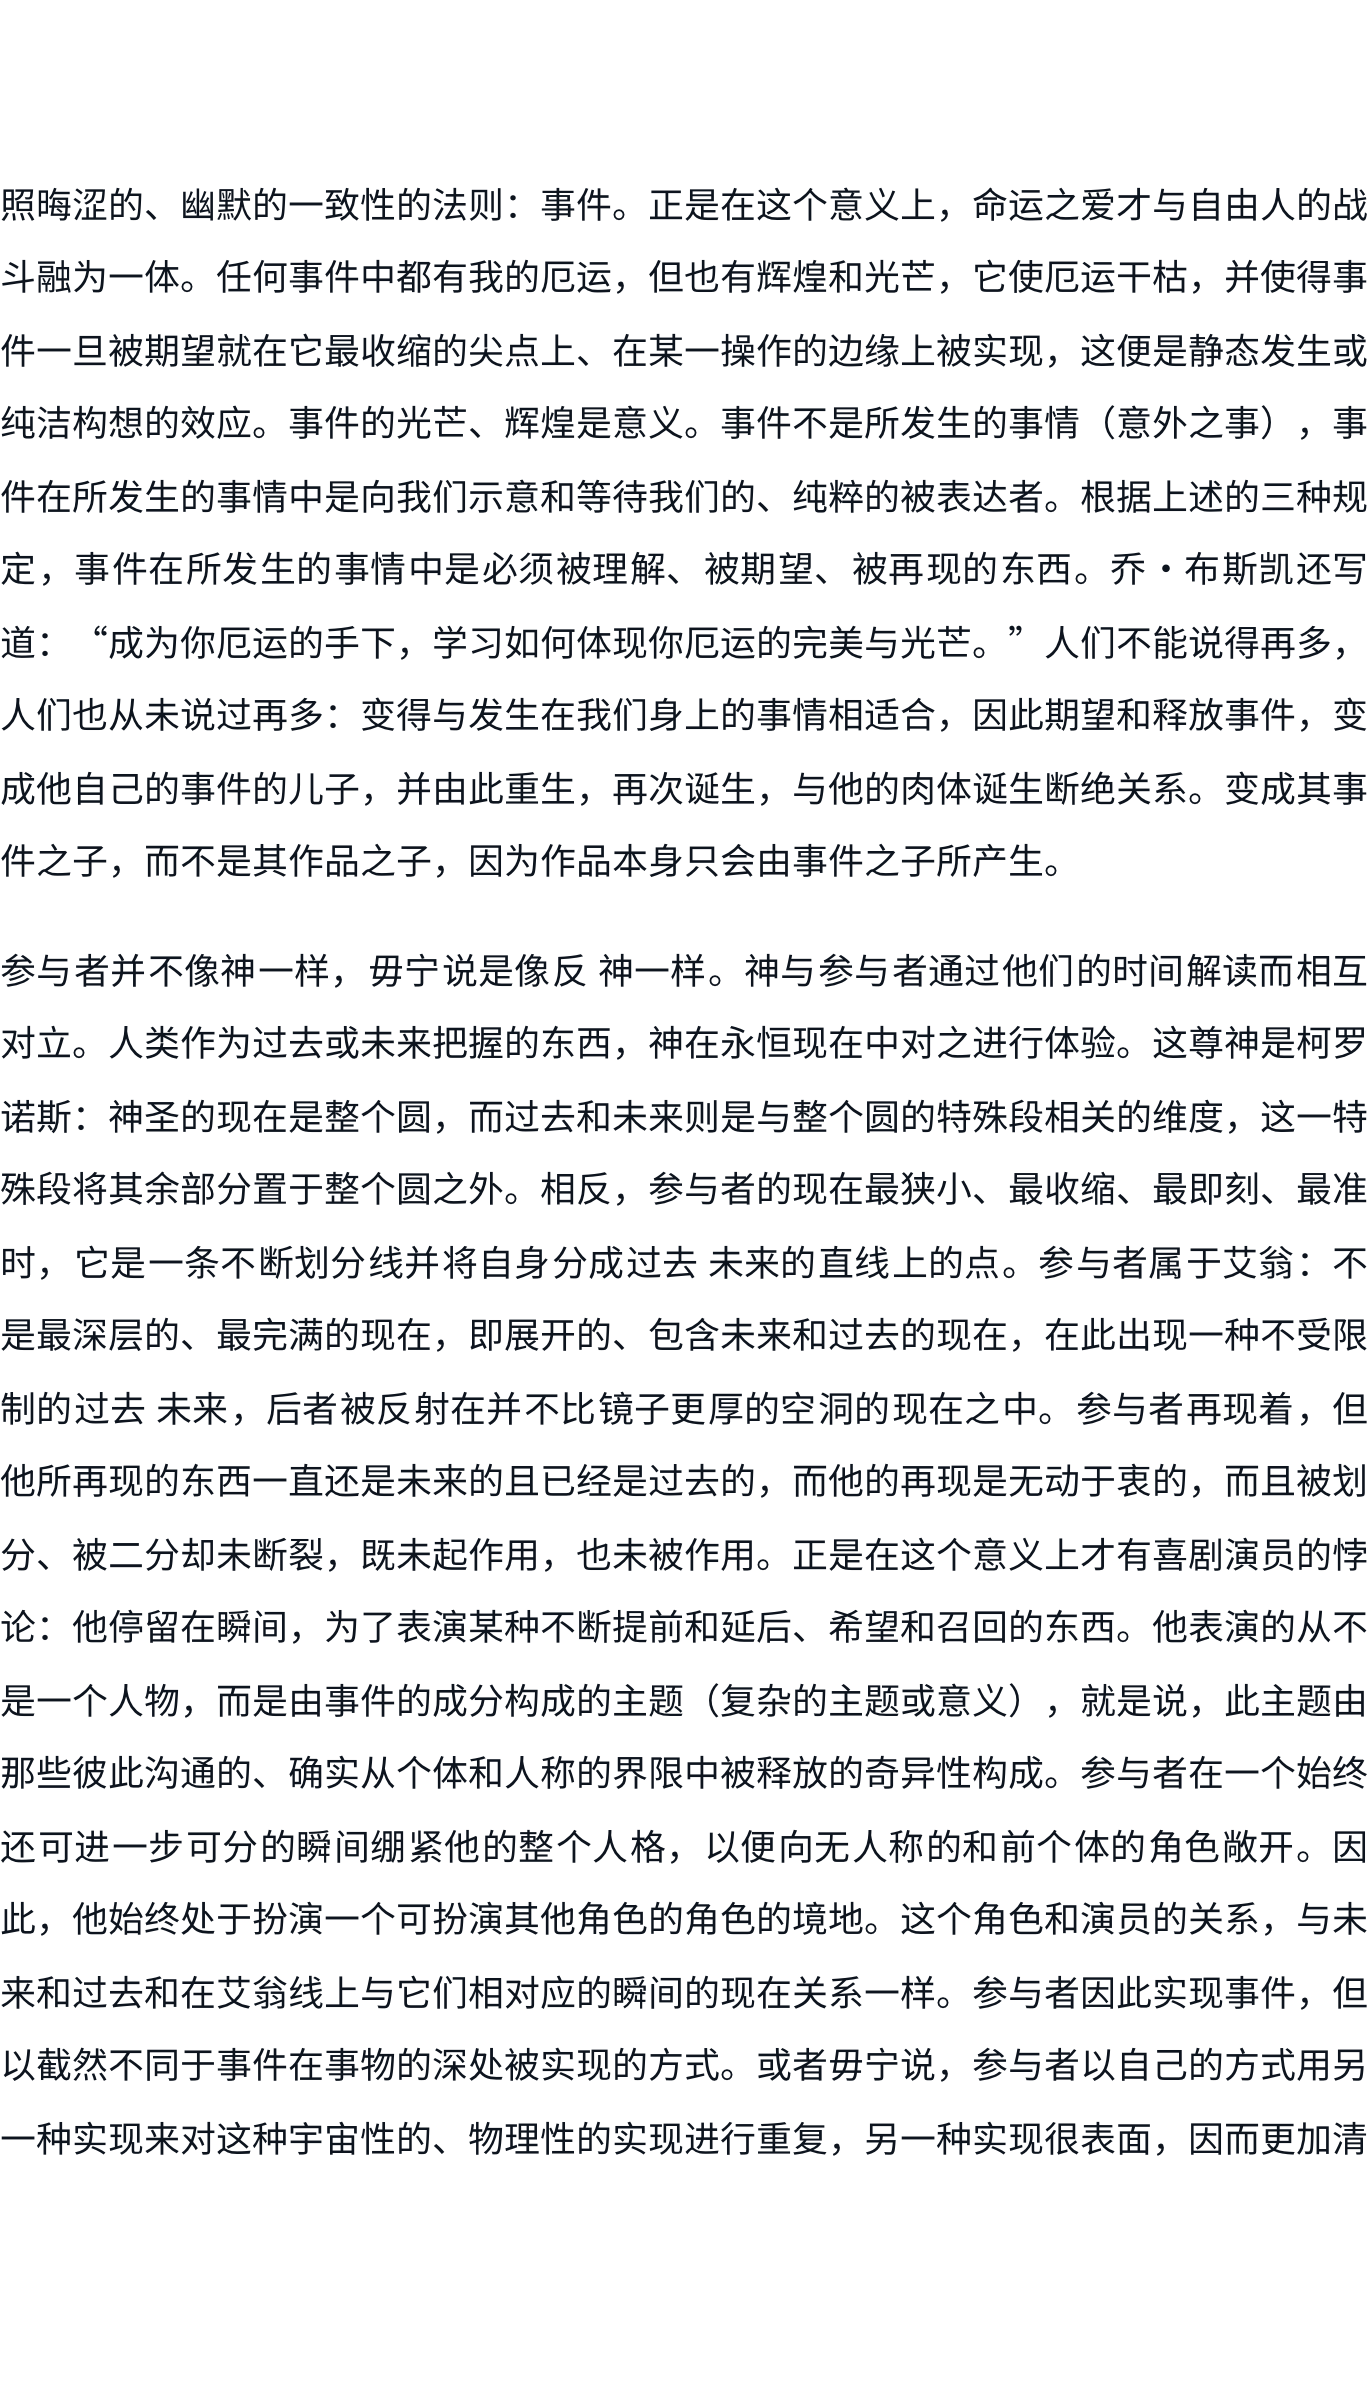 照晦涩的、幽默的一致性的法则：事件。正是在这个意义上，命运之爱才与自由人的战
斗融为一体。任何事件中都有我的厄运，但也有辉煌和光芒，它使厄运干枯，并使得事
件一旦被期望就在它最收缩的尖点上、在某一操作的边缘上被实现，这便是静态发生或
纯洁构想的效应。事件的光芒、辉煌是意义。事件不是所发生的事情（意外之事），事
件在所发生的事情中是向我们示意和等待我们的、纯粹的被表达者。根据上述的三种规
定，事件在所发生的事情中是必须被理解、被期望、被再现的东西。乔·布斯凯还写
道：“成为你厄运的手下，学习如何体现你厄运的完美与光芒。”人们不能说得再多，
人们也从未说过再多：变得与发生在我们身上的事情相适合，因此期望和释放事件，变
成他自己的事件的儿子，并由此重生，再次诞生，与他的肉体诞生断绝关系。变成其事
件之子，而不是其作品之子，因为作品本身只会由事件之子所产生。
参与者并不像神一样，毋宁说是像反 神一样。神与参与者通过他们的时间解读而相互
对立。人类作为过去或未来把握的东西，神在永恒现在中对之进行体验。这尊神是柯罗
诺斯：神圣的现在是整个圆，而过去和未来则是与整个圆的特殊段相关的维度，这一特
殊段将其余部分置于整个圆之外。相反，参与者的现在最狭小、最收缩、最即刻、最准
时，它是一条不断划分线并将自身分成过去 未来的直线上的点。参与者属于艾翁：不
是最深层的、最完满的现在，即展开的、包含未来和过去的现在，在此出现一种不受限
制的过去 未来，后者被反射在并不比镜子更厚的空洞的现在之中。参与者再现着，但
他所再现的东西一直还是未来的且已经是过去的，而他的再现是无动于衷的，而且被划
分、被二分却未断裂，既未起作用，也未被作用。正是在这个意义上才有喜剧演员的悖
论：他停留在瞬间，为了表演某种不断提前和延后、希望和召回的东西。他表演的从不
是一个人物，而是由事件的成分构成的主题（复杂的主题或意义），就是说，此主题由
那些彼此沟通的、确实从个体和人称的界限中被释放的奇异性构成。参与者在一个始终
还可进一步可分的瞬间绷紧他的整个人格，以便向无人称的和前个体的角色敞开。因
此，他始终处于扮演一个可扮演其他角色的角色的境地。这个角色和演员的关系，与未
来和过去和在艾翁线上与它们相对应的瞬间的现在关系一样。参与者因此实现事件，但
以截然不同于事件在事物的深处被实现的方式。或者毋宁说，参与者以自己的方式用另
一种实现来对这种宇宙性的、物理性的实现进行重复，另一种实现很表面，因而更加清